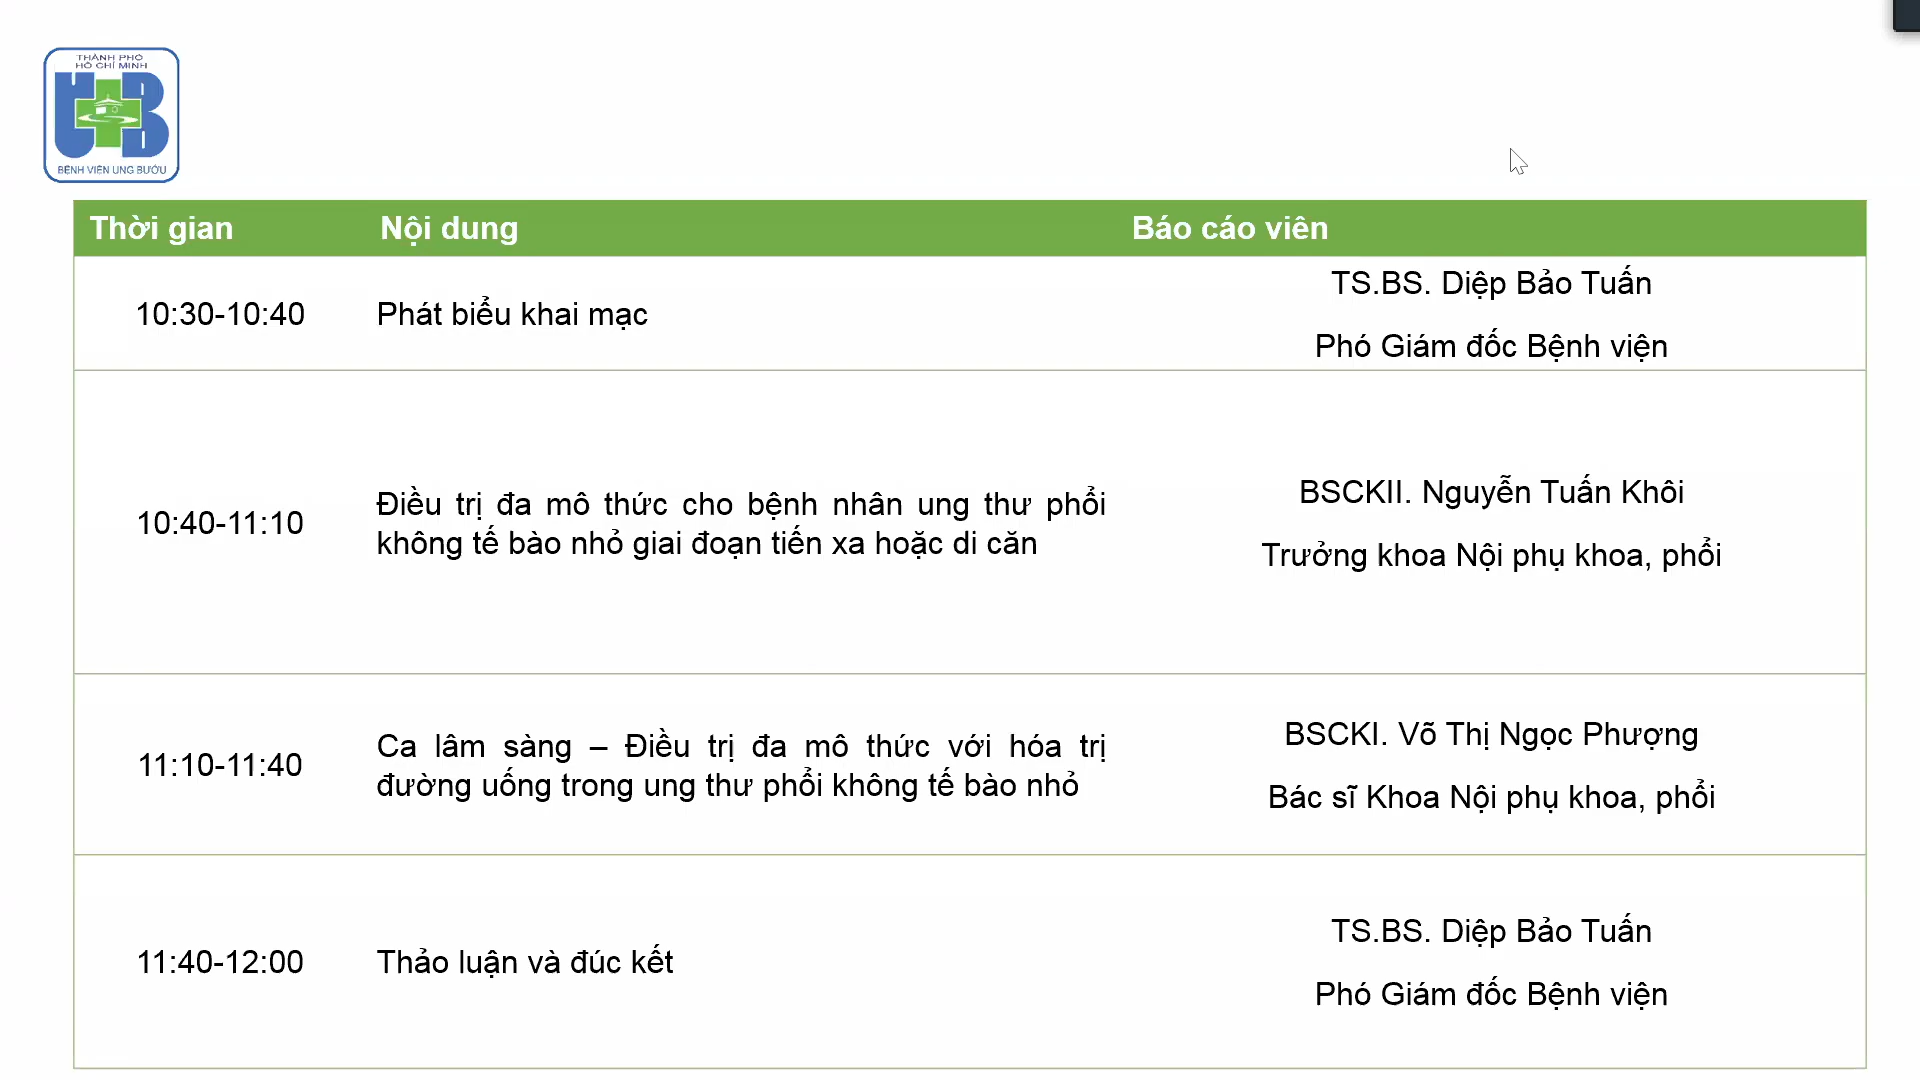 THÀNH PHỐ
HỒ CHÍ MINH
BỆNH VIỆN UNG BƯỚU
Thời gian
Nội dung
Báo cáo viên
10:30-10:40
Phát biểu khai mạc
TS.BS. Diệp Bảo Tuấn
Phó Giám đốc Bệnh viện
10:40-11:10
Điều trị đa mô thức cho bệnh nhân ung thư phổi
không tế bào nhỏ giai đoạn tiến xa hoặc di căn
BSCKII. Nguyễn Tuấn Khôi
Trưởng khoa Nội phụ khoa, phổi
11:10-11:40
Ca lâm sàng – Điều trị đa mô thức với hóa trị
đường uống trong ung thư phổi không tế bào nhỏ
BSCKI. Võ Thị Ngọc Phượng
Bác sĩ Khoa Nội phụ khoa, phổi
11:40-12:00
Thảo luận và đúc kết
TS.BS. Diệp Bảo Tuấn
Phó Giám đốc Bệnh viện